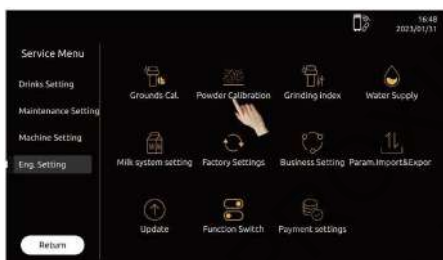 16:48
2023/01/31
Service Menu
Drinks Setting
Maintenance Setting
Machine Setting
Eng. Setting
Return
Grounds Cal.
Powder Calibration
Grinding index
Water Supply
Milk system setting
Factory Settings
Business Setting
Param.Import&Expor
Update
Function Switch
Payment settings